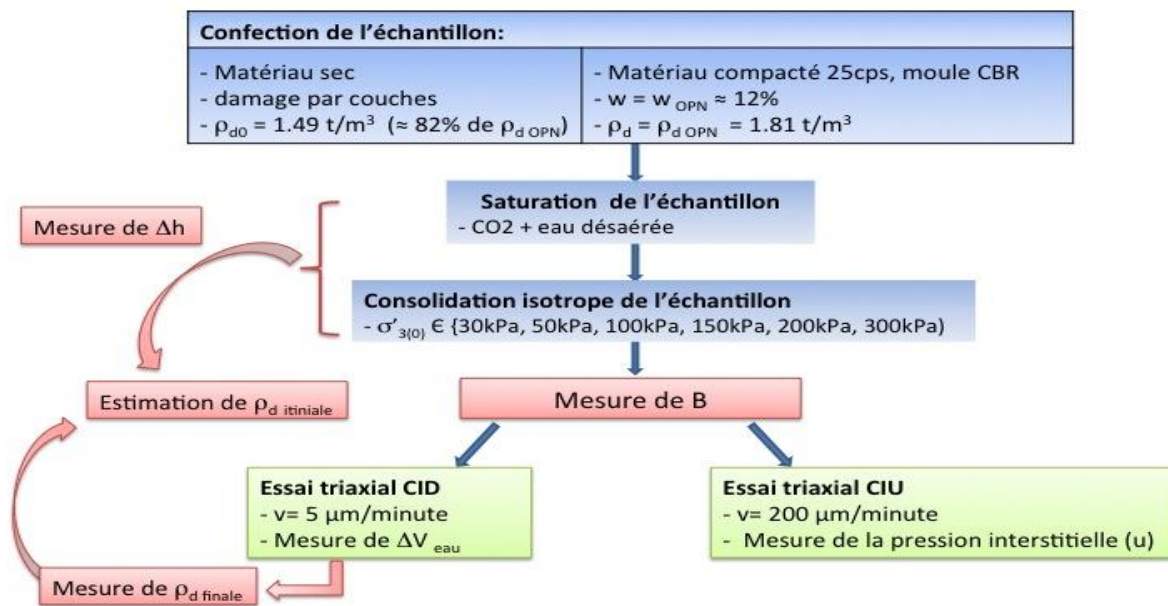 Confection de l'échantillon:
- Matériau sec
- damage par couches
- ρd0 = 1.49 t/m³ (≈ 82% de ρd OPN)
- Matériau compacté 25cps, moule CBR
- w = w OPN ≈ 12%
- ρd = ρd OPN = 1.81 t/m³
Saturation de l'échantillon
- CO2 + eau désaérée
Mesure de Δh
Consolidation isotrope de l'échantillon
- σ'3(0) Є {30kPa, 50kPa, 100kPa, 150kPa, 200kPa, 300kPa)
Estimation de ρd itiniale
Mesure de B
Essai triaxial CID
- v= 5 µm/minute
- Mesure de ΔV eau
Essai triaxial CIU
- v= 200 µm/minute
- Mesure de la pression interstitielle (u)
Mesure de ρd finale